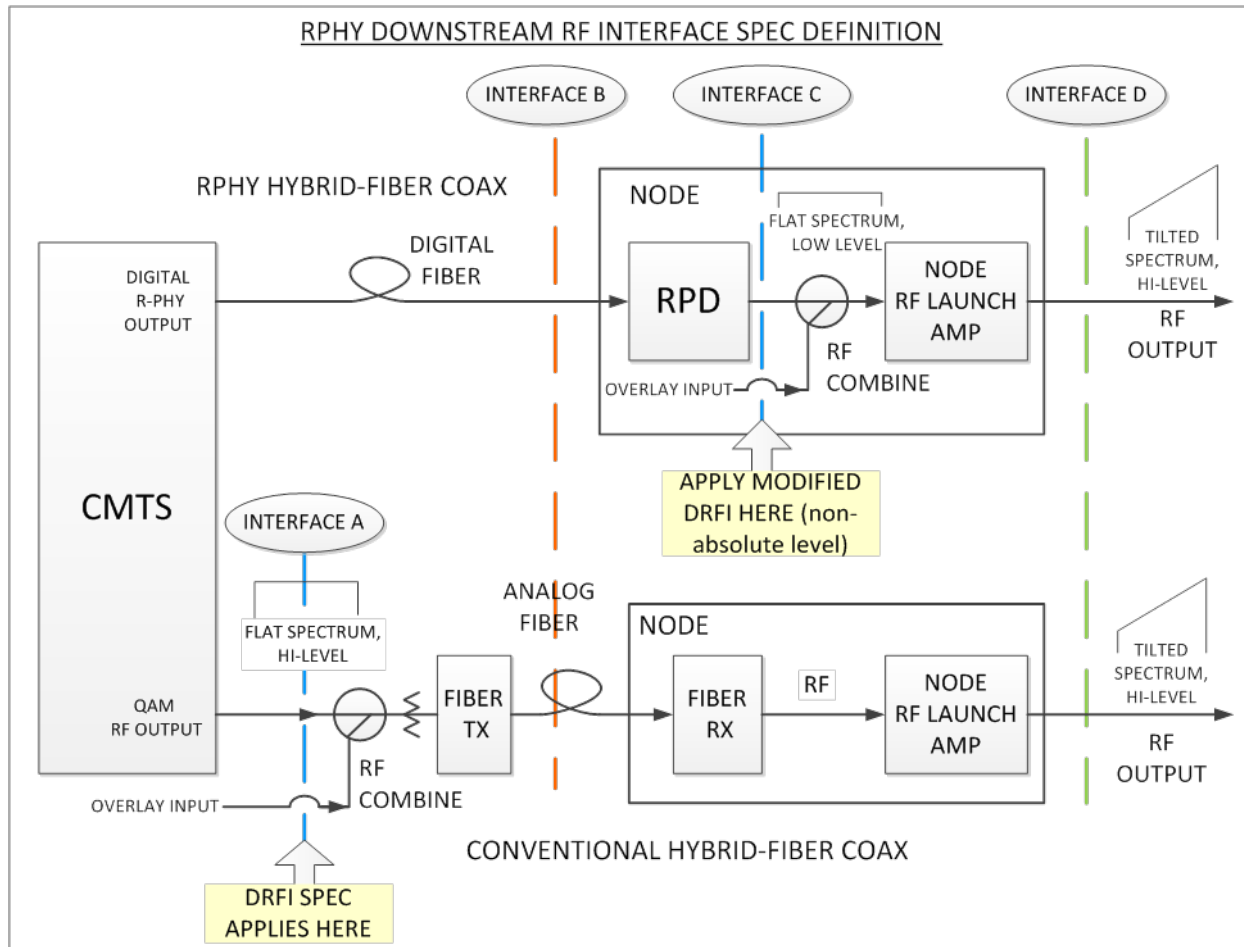 RPHY DOWNSTREAM RF INTERFACE SPEC DEFINITION
INTERFACE B
INTERFACE C
INTERFACE D
RPHY HYBRID-FIBER COAX
NODE
FLAT SPECTRUM,
LOW LEVEL
TILTED
SPECTRUM,
HI-LEVEL
DIGITAL
FIBER
DIGITAL
R-PHY
OUTPUT
RPD
NODE
RF LAUNCH
AMP
RF
OUTPUT
RF
COMBINE
OVERLAY INPUT
CMTS
APPLY MODIFIED
DRFI HERE (non-
absolute level)
INTERFACE A
FLAT SPECTRUM,
HI-LEVEL
ANALOG
FIBER
NODE
TILTED
SPECTRUM,
HI-LEVEL
QAM
RF OUTPUT
FIBER
TX
FIBER
RX
RF
NODE
RF LAUNCH
AMP
RF
OUTPUT
RF
COMBINE
OVERLAY INPUT
CONVENTIONAL HYBRID-FIBER COAX
DRFI SPEC
APPLIES HERE